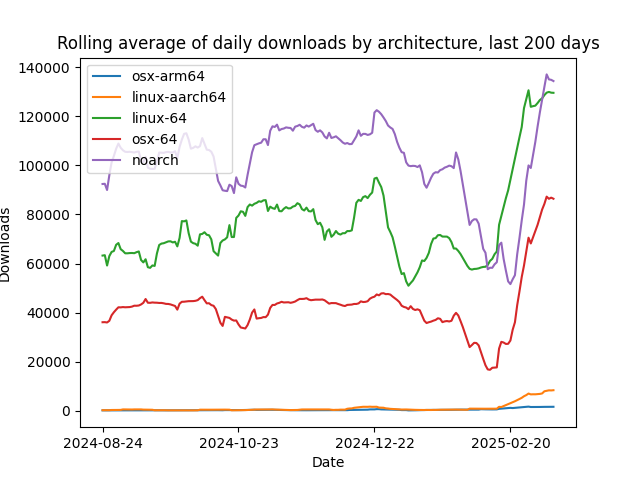 Rolling average of daily downloads by architecture, last 200 days
140000
120000
100000
80000
60000
40000
20000
0
Downloads
osx-arm64
linux-aarch64
linux-64
osx-64
noarch
2024-08-24
2024-10-23
2024-12-22
2025-02-20
Date